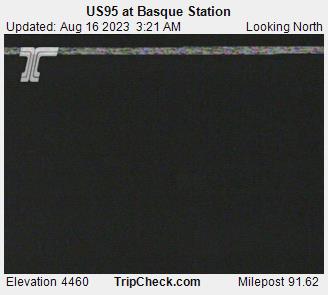 US95 at Basque Station
Updated: Aug 16 2023 3:21 AM Looking North
Elevation 4460 TripCheck.com Milepost 91.62